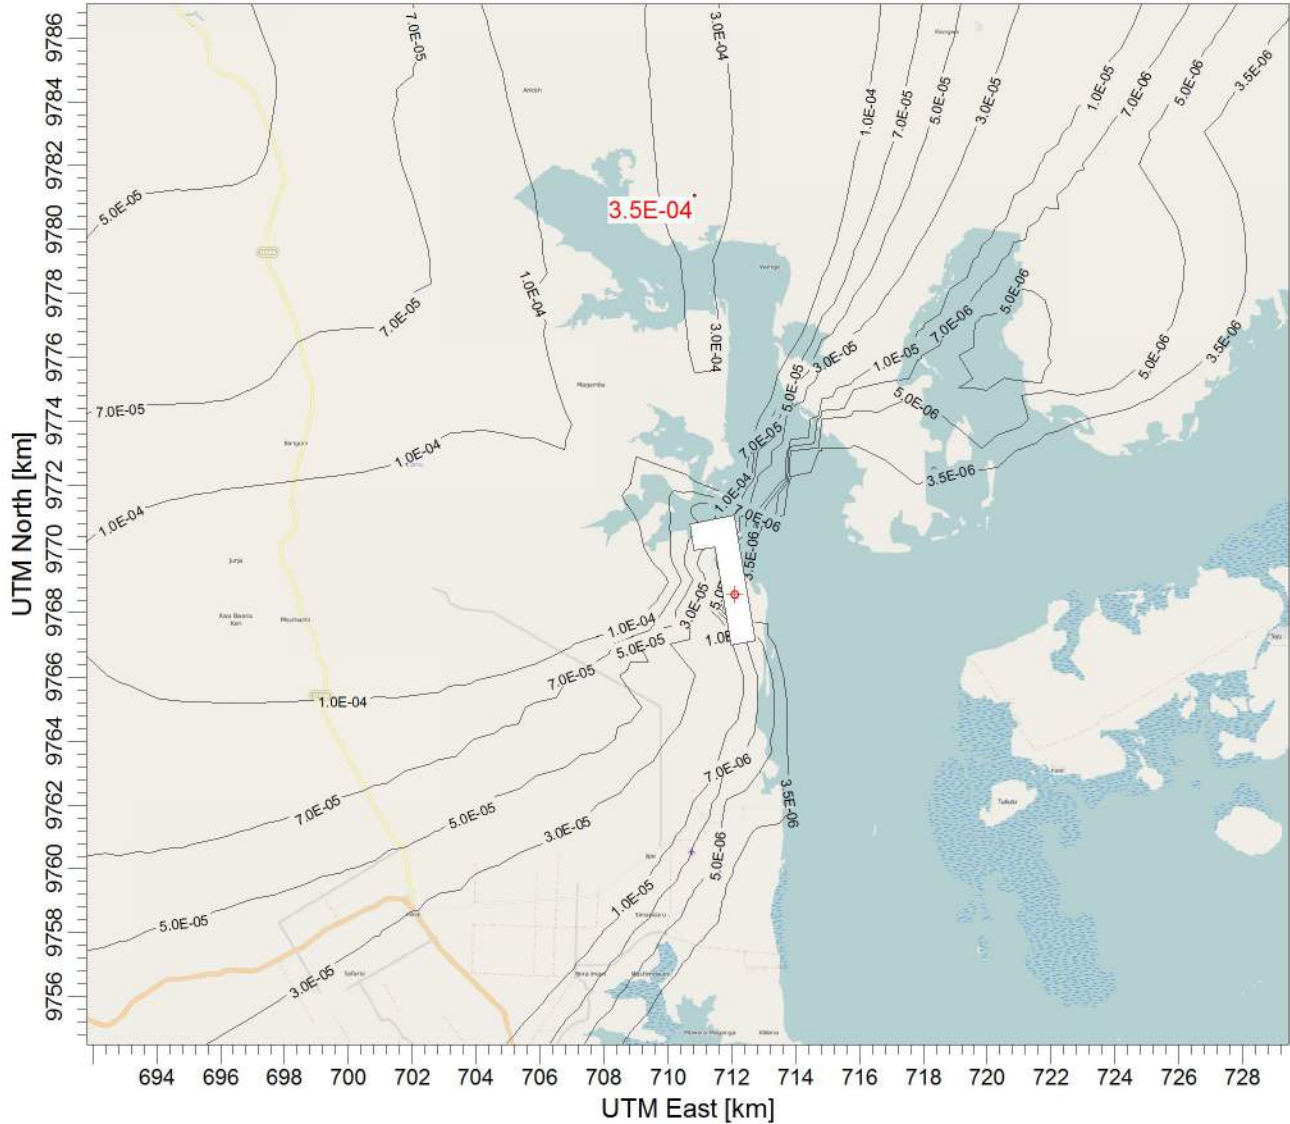 UTM North [km]
9786
9784
9782
9780
9778
9776
9774
9772
9770
9768
9766
9764
9762
9760
9758
9756
7.0E-05
3.0E-04
1.0E-04
7.0E-05
5.0E-05
3.0E-05
1.0E-05
7.0E-06
5.0E-06
3.5E-06
5.0E-05
3.5E-04
1.0E-04
7.0E-05
3.0E-04
5.0E-06
7.0E-06
1.0E-05
3.0E-05
5.0E-05
5.0E-06
3.5E-06
Magamba
7.0E-05
5.0E-06
7.0E-05
1.0E-04
3.5E-06
1.0E-04
1.0E-04
7.0E-06
3.5E-06
Junja
3.0E-05
5.0
1.0E-04
5.0E-05
1.0E
7.0E-05
1.0E-04
7.0E-06
3.5E-06
7.0E-05
5.0E-05
3.0E-05
5.0E-06
1.0E-05
5.0E-05
3.0E-05
Safarisi
694 696 698 700 702 704 706 708 710 712 714 716 718 720 722 724 726 728
UTM East [km]